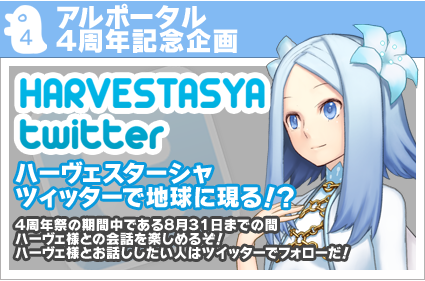 4
アルポータル
4周年記念企画
HARVESTASYA
twitter
ハーヴェスターシャ
ツィッターで地球に現る!?
4周年祭の期間中である8月31日までの間
ハーヴェ様との会話を楽しめるぞ!
ハーヴェ様とお話ししたい人はツイッターでフォローだ!